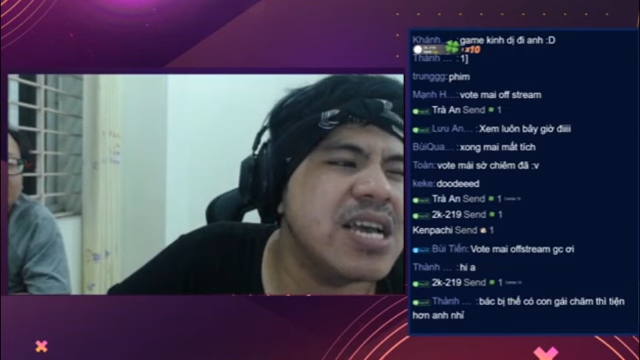 Khánh ... : game kinh dị đi anh :D
x10
Thành ... : 1]
trunggg: phim
Mạnh H...: vote mai off stream
Trà An Send 1
Lưu An...: Xem luôn bây giờ điiii
BùiQua...: xong mai mất tích
Toàn: vote mái sờ chiêm đã :v
keke: doodeeed
Trà An Send 1
2k-219 Send 1
Kenpachi Send 1
Bùi Tiến: Vote mai offstream gc ơi
Thành ... : hi a
2k-219 Send 1
Thành ... : bác bị thế có con gái chăm thì tiện
hơn anh nhỉ